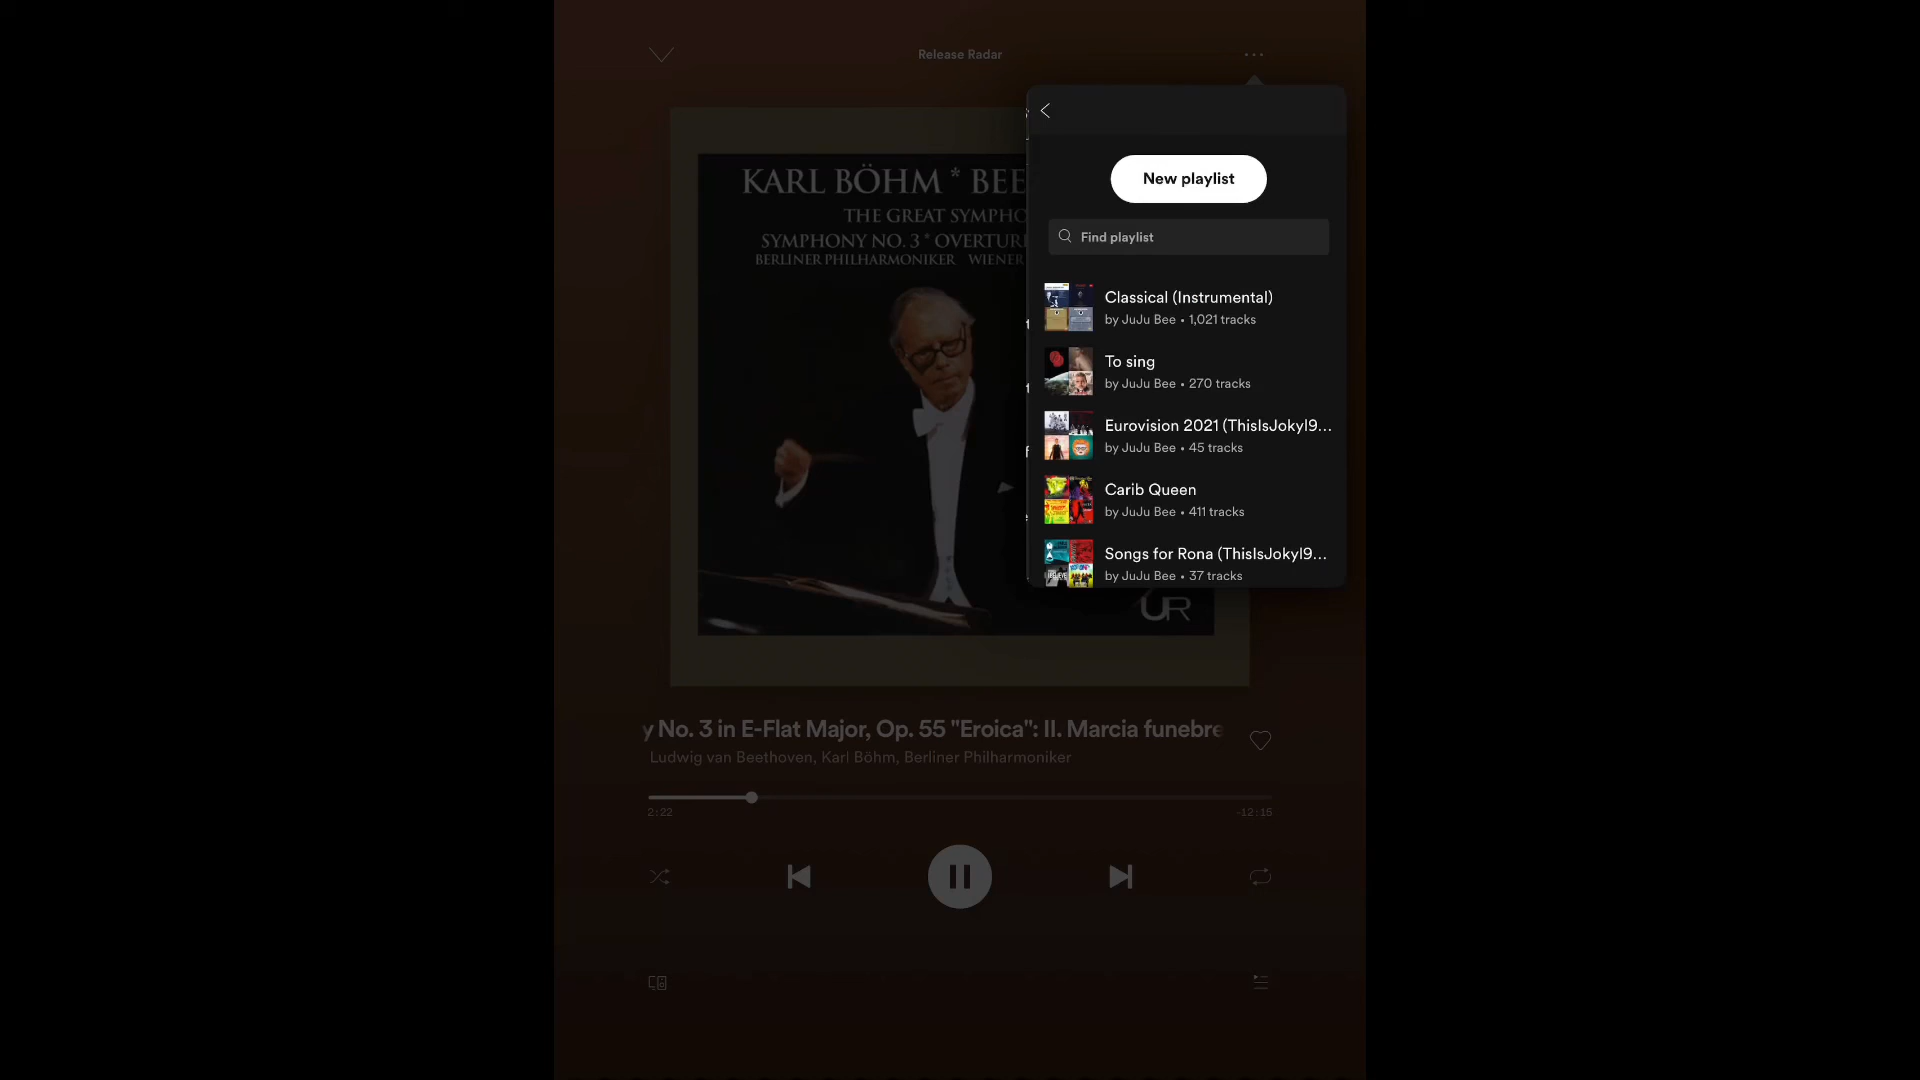 Release Radar
KARL BÖHM * BEE
THE GREAT SYMPHO
SYMPHONY NO. 3 * OVERTUR
BERLINER PHILHARMONIKER WIENER
UR
New playlist
Find playlist
Classical (Instrumental)
by JuJu Bee • 1,021 tracks
To sing
by JuJu Bee • 270 tracks
Eurovision 2021 (ThisIsJokyl9...
by JuJu Bee • 45 tracks
Carib Queen
by JuJu Bee • 411 tracks
Songs for Rona (ThisIsJokyl9...
by JuJu Bee • 37 tracks
y No. 3 in E-Flat Major, Op. 55 "Eroica": II. Marcia funebre
Ludwig van Beethoven, Karl Böhm, Berliner Philharmoniker
2:22
-12:15